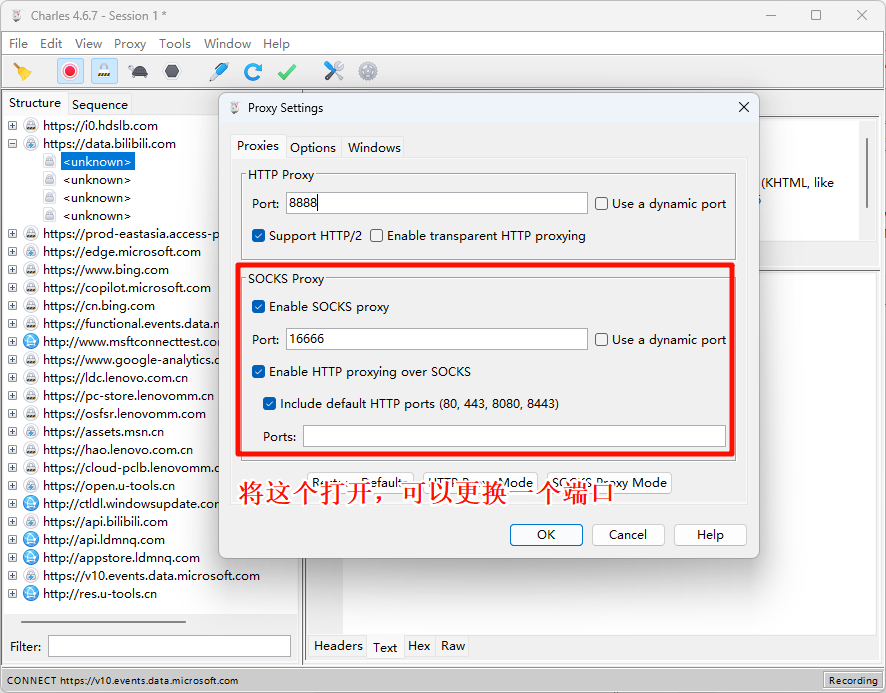 Charles 4.6.7 - Session 1 *
File Edit View Proxy Tools Window Help
Structure Sequence
https://i0.hdslb.com
https://data.bilibili.com
<unknown>
<unknown>
<unknown>
<unknown>
https://prod-eastasia.access-p
https://edge.microsoft.com
https://www.bing.com
https://copilot.microsoft.com
https://cn.bing.com
https://functional.events.data.m
http://www.msftconnecttest.con
https://www.google-analytics.c
https://ldc.lenovo.com.cn
https://pc-store.lenovomm.cn
https://osfsr.lenovomm.com
https://assets.msn.cn
https://hao.lenovo.com.cn
https://cloud-pclb.lenovomm.c
https://open.u-tools.cn
http://ctldl.windowsupdate.cor
https://api.bilibili.com
http://api.ldmnq.com
http://appstore.ldmnq.com
https://v10.events.data.microsoft.com
http://res.u-tools.cn
Filter:
Proxy Settings
Proxies Options Windows
HTTP Proxy
Port: 8888 Use a dynamic port
Support HTTP/2 Enable transparent HTTP proxying
SOCKS Proxy
Enable SOCKS proxy
Port: 16666 Use a dynamic port
Enable HTTP proxying over SOCKS
Include default HTTP ports (80, 443, 8080, 8443)
Ports:
HTTP Proxy Mode SOCKS Proxy Mode
将这个打开，可以更换一个端口
OK Cancel Help
(KHTML, like
Headers Text Hex Raw
CONNECT https://v10.events.data.microsoft.com
Recording